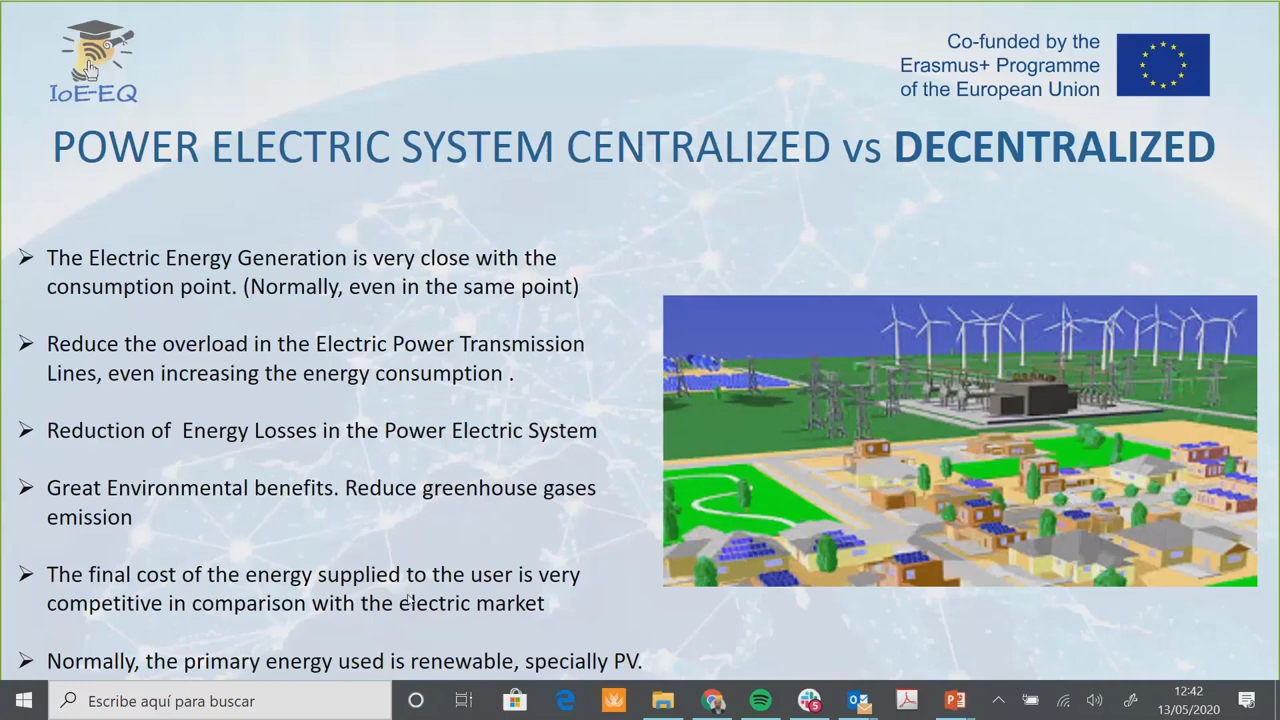 IoE-EQ
Co-funded by the
Erasmus+ Programme
of the European Union
POWER ELECTRIC SYSTEM CENTRALIZED vs DECENTRALIZED
➢ The Electric Energy Generation is very close with the
consumption point. (Normally, even in the same point)
➢ Reduce the overload in the Electric Power Transmission
Lines, even increasing the energy consumption .
➢ Reduction of Energy Losses in the Power Electric System
➢ Great Environmental benefits. Reduce greenhouse gases
emission
➢ The final cost of the energy supplied to the user is very
competitive in comparison with the electric market
➢ Normally, the primary energy used is renewable, specially PV.
Escribe aquí para buscar
12:42
13/05/2020